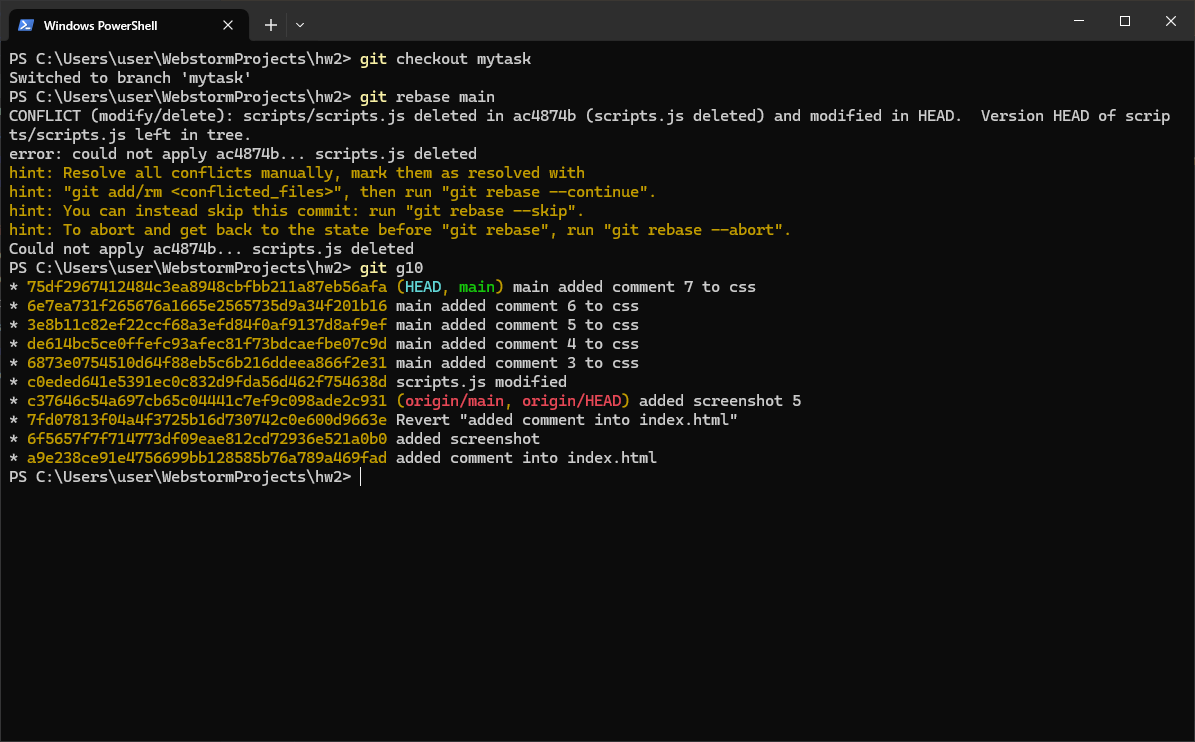 Windows PowerShell
PS C:\Users\user\WebstormProjects\hw2> git checkout mytask
Switched to branch 'mytask'
PS C:\Users\user\WebstormProjects\hw2> git rebase main
CONFLICT (modify/delete): scripts/scripts.js deleted in ac4874b (scripts.js deleted) and modified in HEAD.  Version HEAD of scrip
ts/scripts.js left in tree.
error: could not apply ac4874b... scripts.js deleted
hint: Resolve all conflicts manually, mark them as resolved with
hint: "git add/rm <conflicted_files>", then run "git rebase --continue".
hint: You can instead skip this commit: run "git rebase --skip".
hint: To abort and get back to the state before "git rebase", run "git rebase --abort".
Could not apply ac4874b... scripts.js deleted
PS C:\Users\user\WebstormProjects\hw2> git g10
* 75df2967412484c3ea8948cbfbb211a87eb56afa (HEAD, main) main added comment 7 to css
* 6e7ea731f265676a1665e2565735d9a34f201b16 main added comment 6 to css
* 3e8b11c82ef22ccf68a3efd84f0af9137d8af9ef main added comment 5 to css
* de614bc5ce0ffefc93afec81f73bdcaefbe07c9d main added comment 4 to css
* 6873e0754510d64f88eb5c6b216ddeea866f2e31 main added comment 3 to css
* c0eded641e5391ec0c832d9fda56d462f754638d scripts.js modified
* c37646c54a697cb65c04441c7ef9c098ade2c931 (origin/main, origin/HEAD) added screenshot 5
* 7fd07813f04a4f3725b16d730742c0e600d9663e Revert "added comment into index.html"
* 6f5657f7f714773df09eae812cd72936e521a0b0 added screenshot
* a9e238ce91e4756699bb128585b76a789a469fad added comment into index.html
PS C:\Users\user\WebstormProjects\hw2>